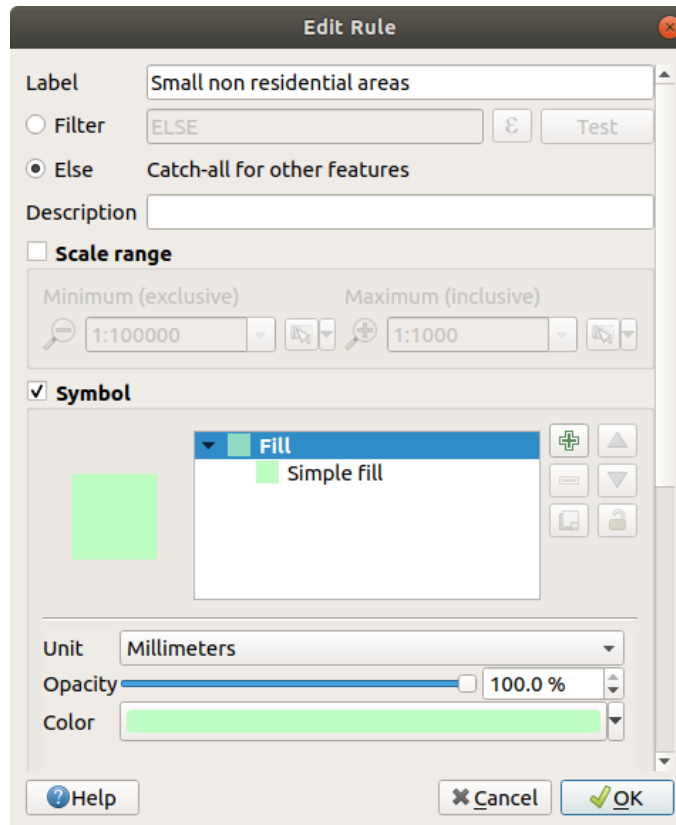 Edit Rule
Label Small non residential areas
Filter ELSE ε Test
Else Catch-all for other features
Description
Scale range
Minimum (exclusive) Maximum (inclusive)
1:100000 1:1000
Symbol
Fill
Simple fill
Unit Millimeters
Opacity 100.0 %
Color
Help Cancel OK